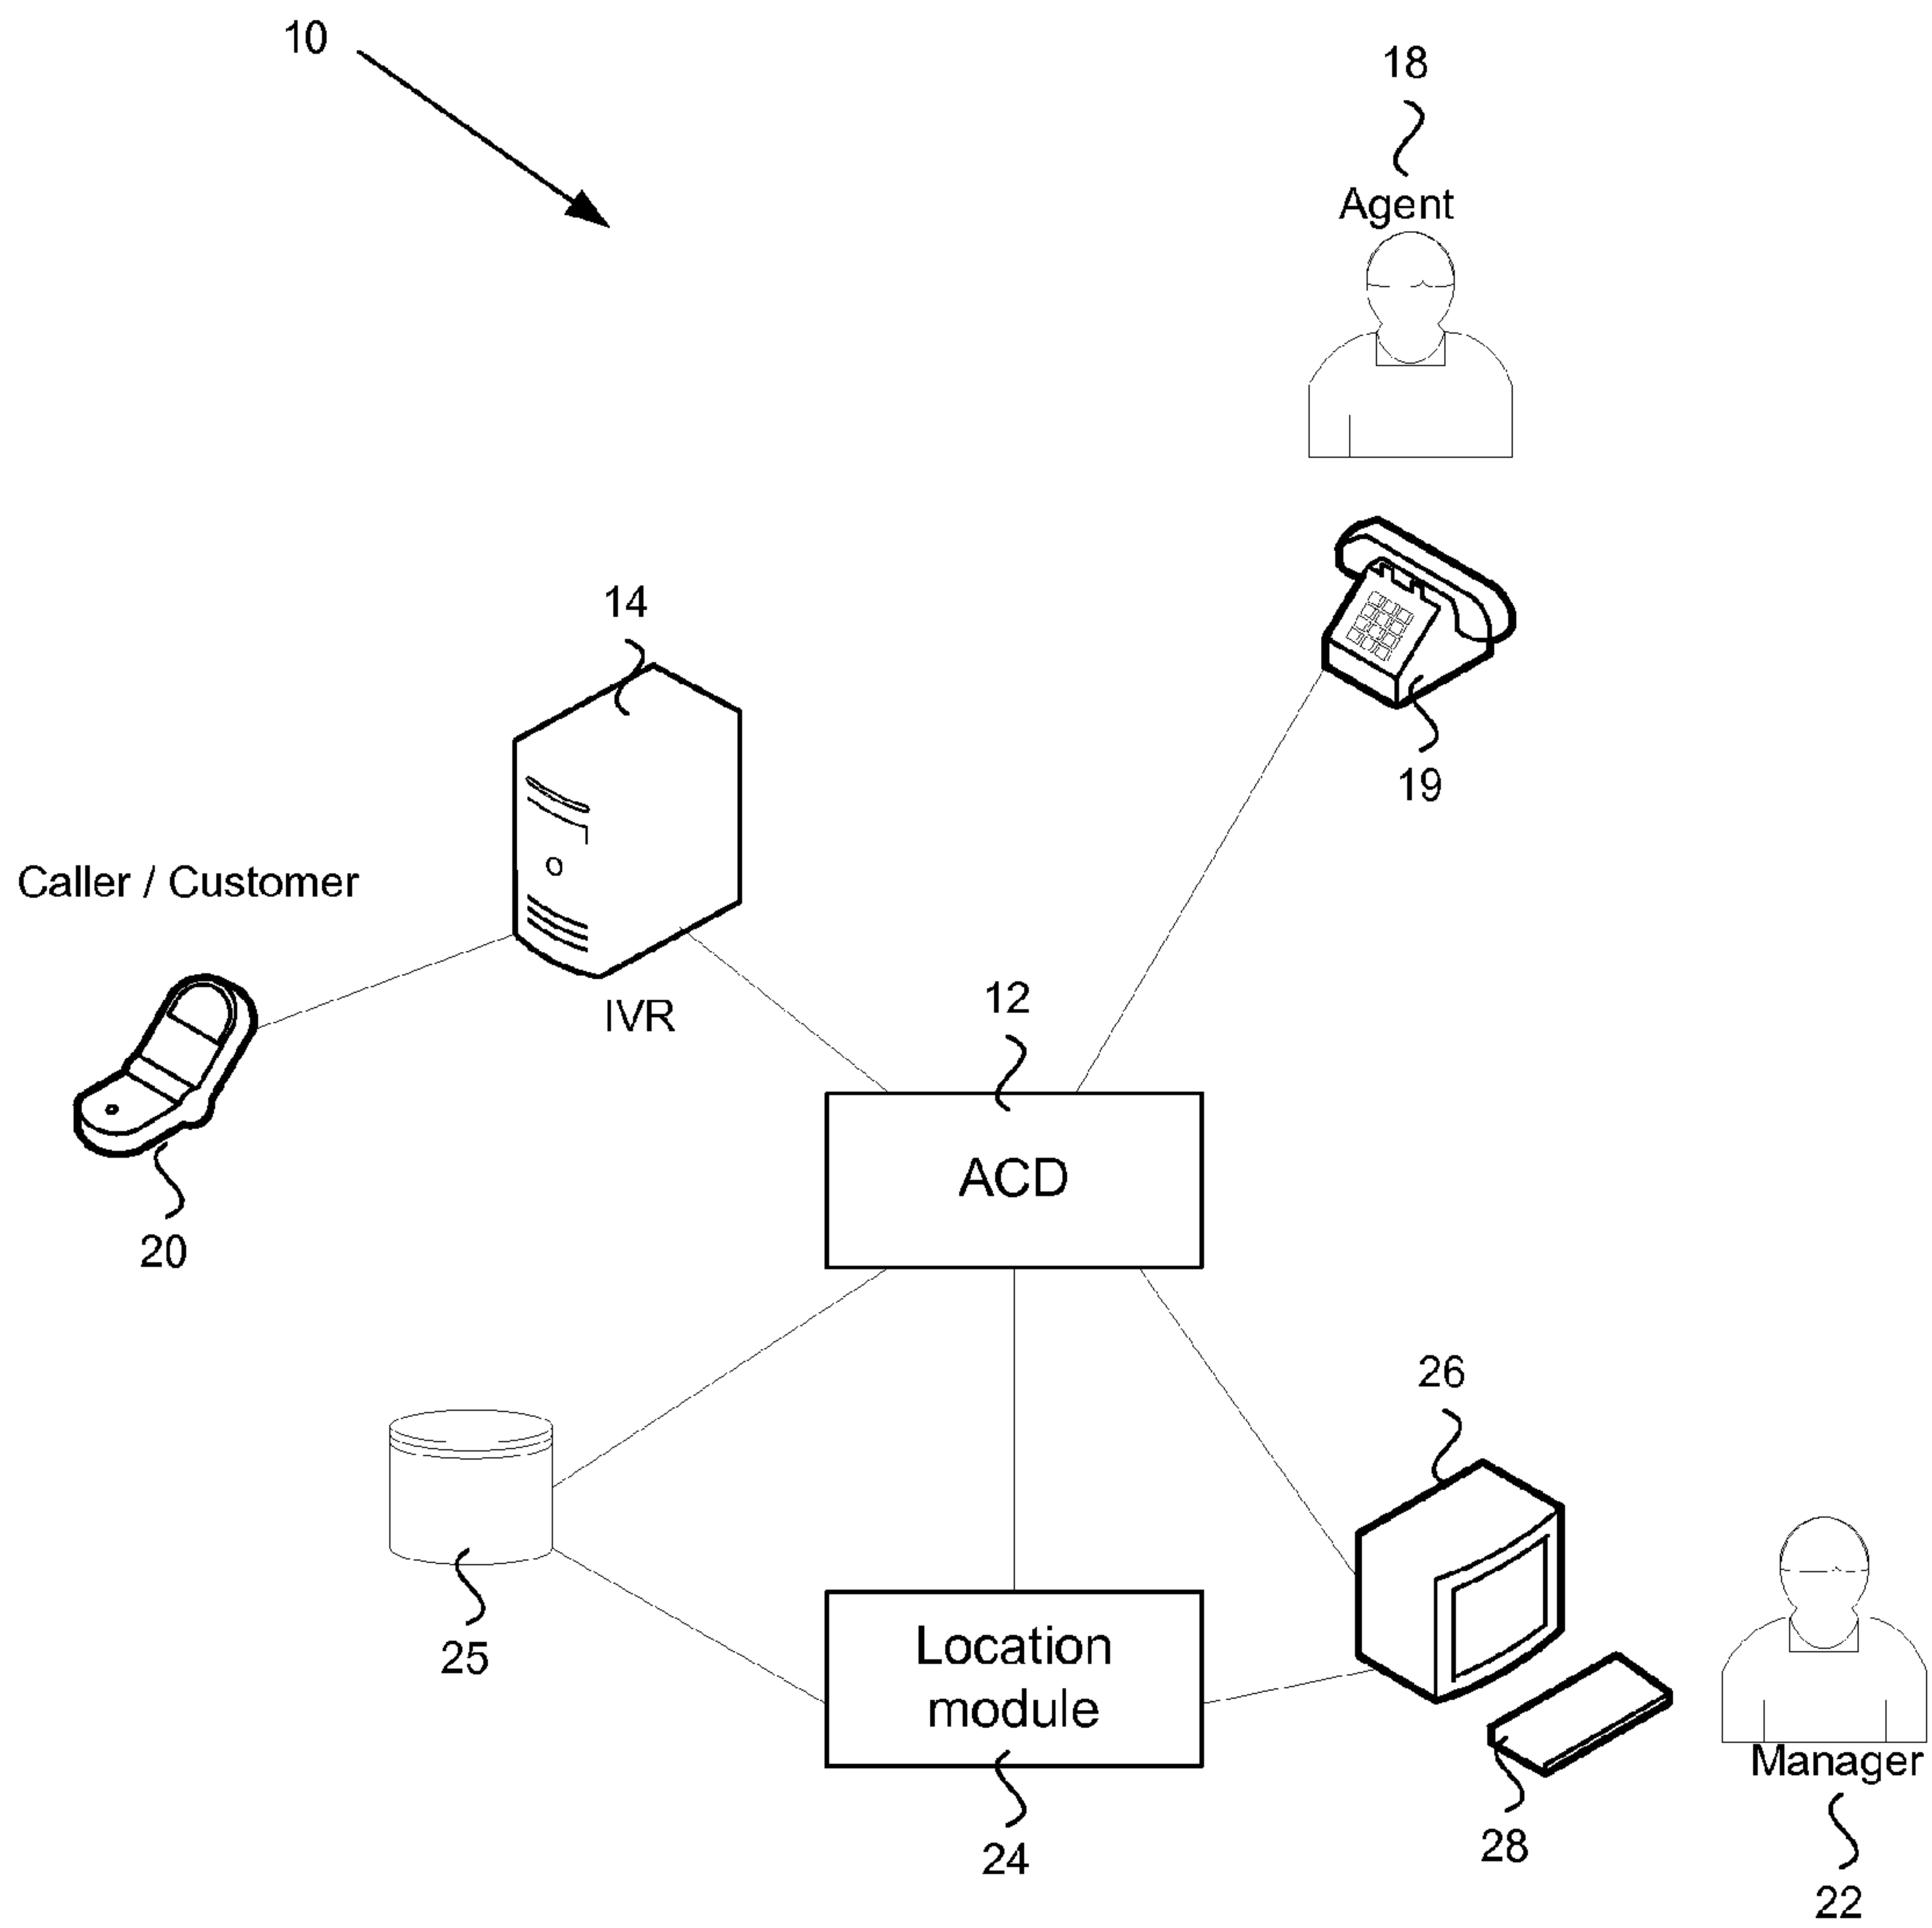 10
18
Agent
14
19
Caller / Customer
12
IVR
ACD
20
26
25
Location
module
Manager
28
24
22